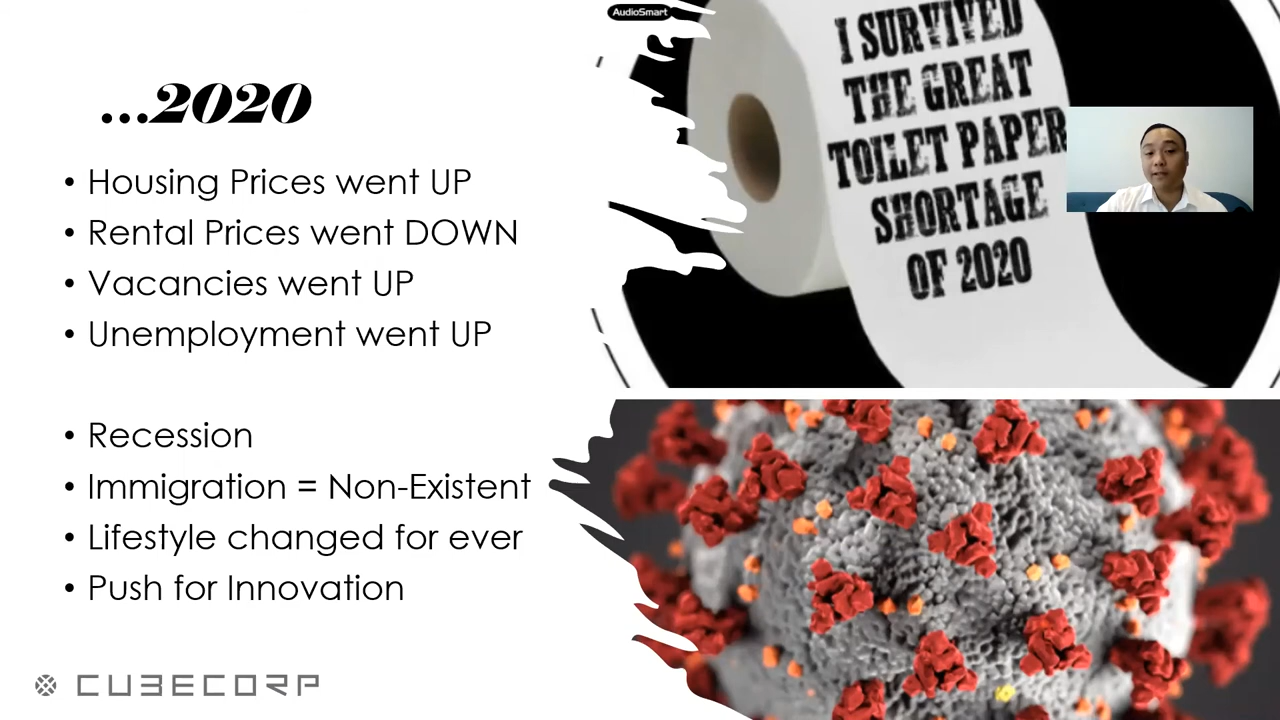 AudioSmart
...2020
• Housing Prices went UP
• Rental Prices went DOWN
• Vacancies went UP
• Unemployment went UP
• Recession
• Immigration = Non-Existent
• Lifestyle changed for ever
• Push for Innovation
CUBECORP
I SURVIVED
THE GREAT
TOILET PAPER
SHORTAGE
OF 2020